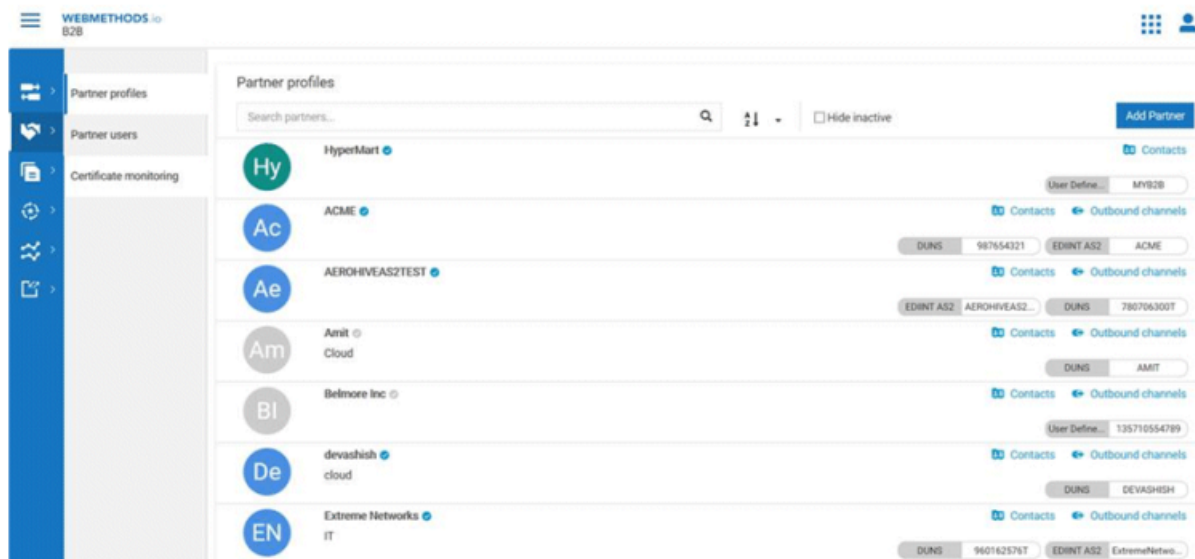 WEBMETHODS.io
B2B
Partner profiles
Partner users
Certificate monitoring
Partner profiles
Search partners...
Hide inactive
Add Partner
Hy
HyperMart
Contacts
User Define... MYB2B
Ac
ACME
Contacts Outbound channels
DUNS 987654321 EDIINT AS2 ACME
Ae
AEROHIVEAS2TEST
Contacts Outbound channels
EDIINT AS2 AEROHIVEAS2... DUNS 780706300T
Am
Amit
Cloud
Contacts Outbound channels
DUNS AMIT
BI
Belmore Inc
Contacts Outbound channels
User Define... 135710554789
De
devashish
cloud
Contacts Outbound channels
DUNS DEVASHISH
EN
Extreme Networks
IT
Contacts Outbound channels
DUNS 960162576T EDIINT AS2 ExtremeNetwo...